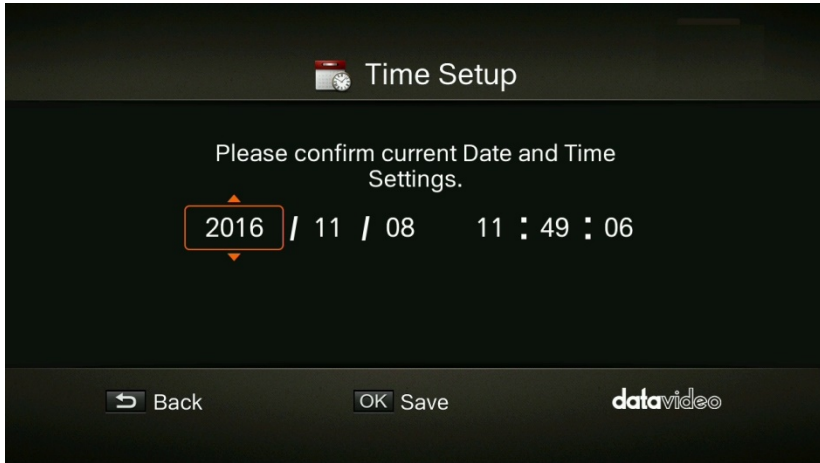 Time Setup
Please confirm current Date and Time
Settings.
2016 / 11 / 08 11 : 49 : 06
Back OK Save datavideo